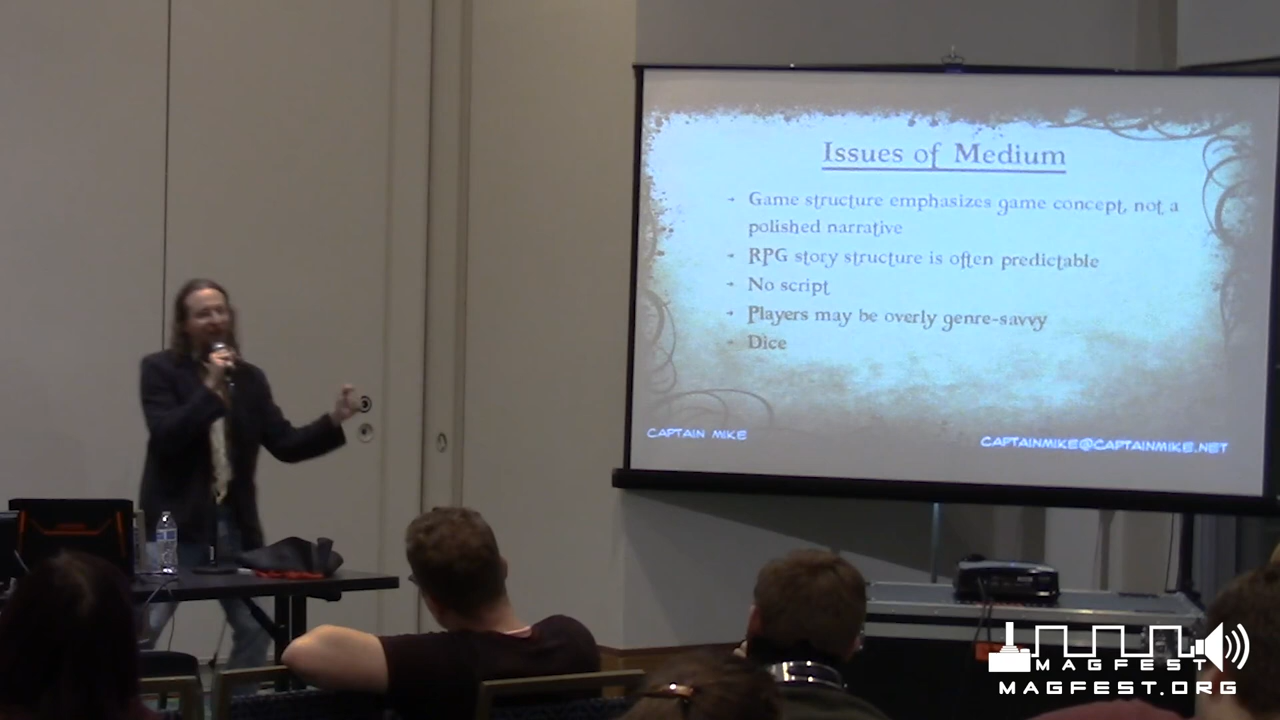 Issues of Medium
Game structure emphasizes game concept, not a
polished narrative
RPG story structure is often predictable
No script
Players may be overly genre-savvy
Dice
CAPTAIN MIKE
CAPTAINMIKE@CAPTAINMIKE.NET
MAGFEST
MAGFEST.ORG